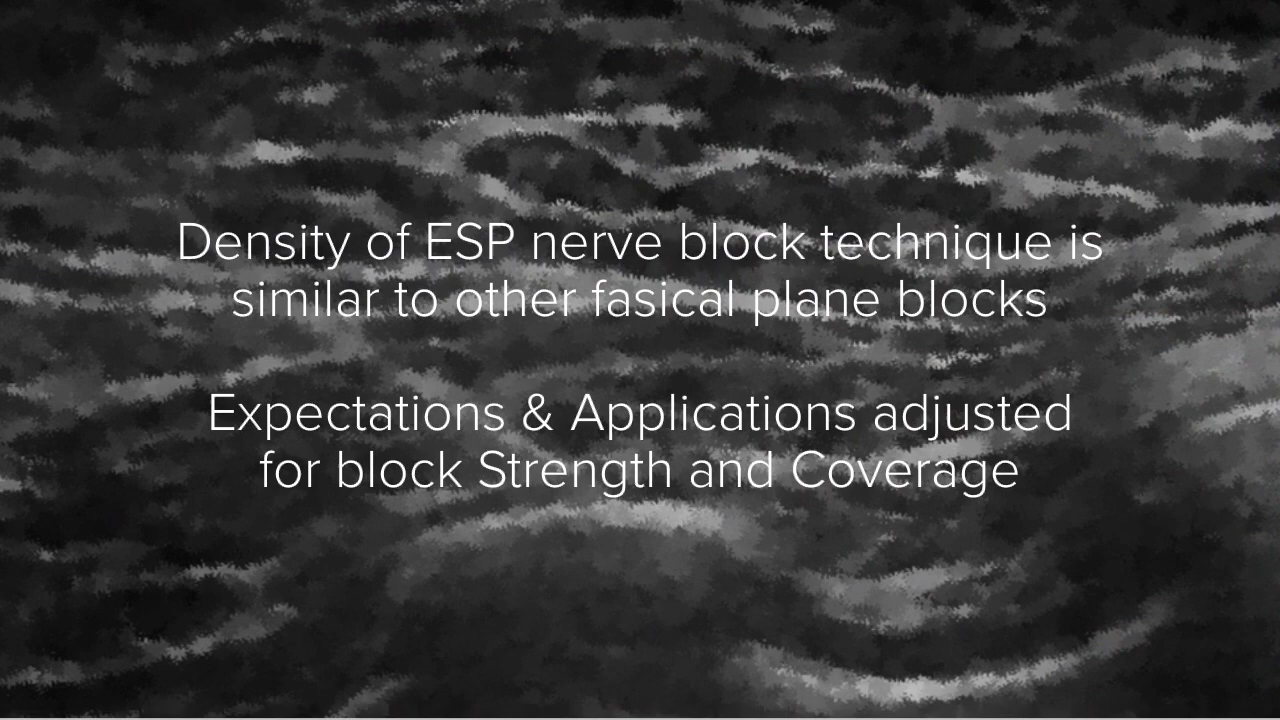 Density of ESP nerve block technique is
similar to other fasical plane blocks
Expectations & Applications adjusted
for block Strength and Coverage